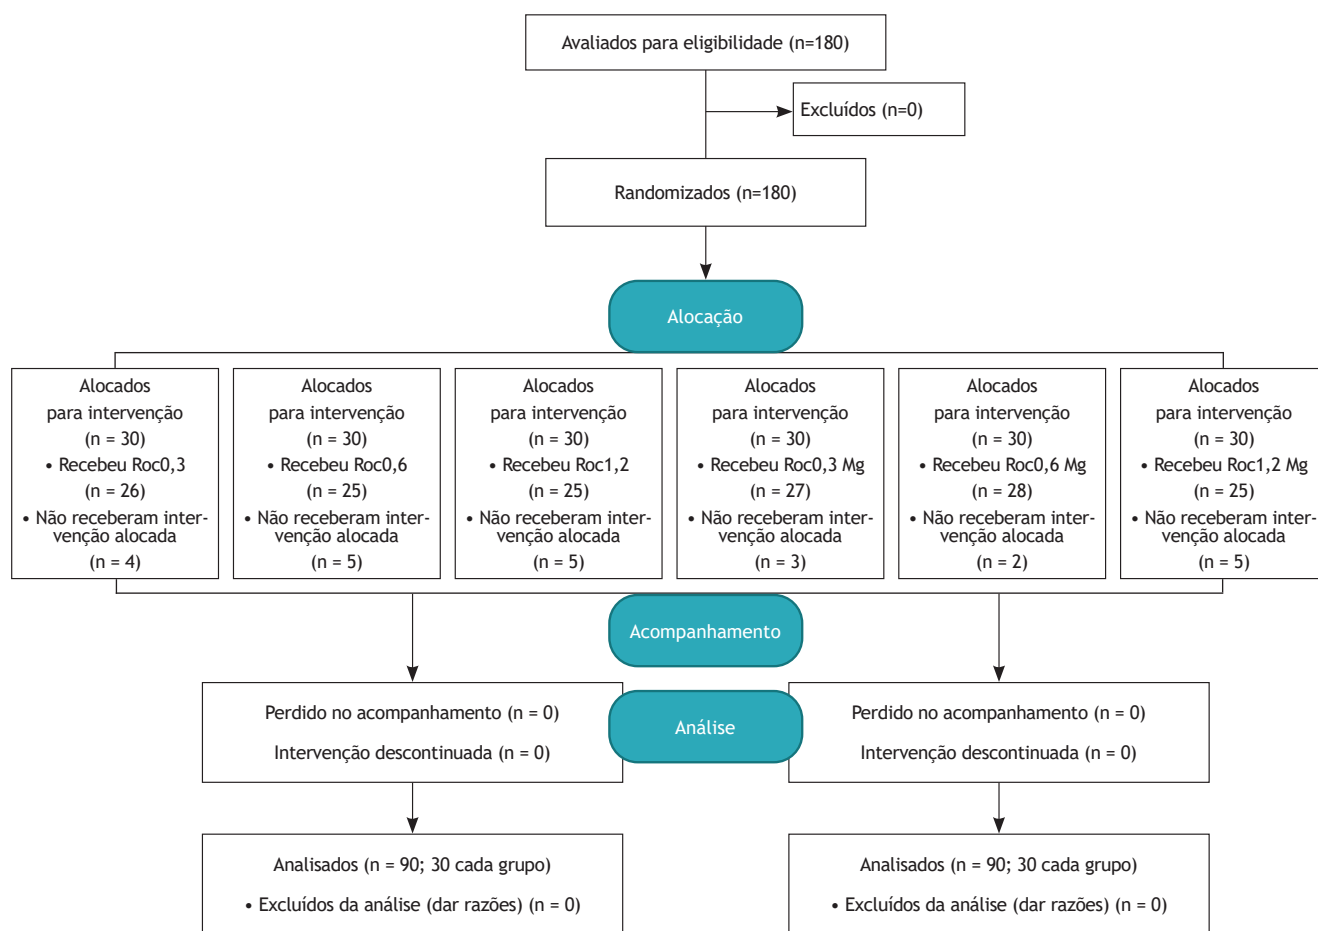 Avaliados para eligibilidade (n=180)
Excluídos (n=0)
Randomizados (n=180)
Alocação
Alocados
para intervenção
(n = 30)
• Recebeu Roc0,3
(n = 26)
• Não receberam inter-
venção alocada
(n = 4)
Alocados
para intervenção
(n = 30)
• Recebeu Roc0,6
(n = 25)
• Não receberam inter-
venção alocada
(n = 5)
Alocados
para intervenção
(n = 30)
• Recebeu Roc1,2
(n = 25)
• Não receberam inter-
venção alocada
(n = 5)
Alocados
para intervenção
(n = 30)
• Recebeu Roc0,3 Mg
(n = 27)
• Não receberam inter-
venção alocada
(n = 3)
Alocados
para intervenção
(n = 30)
• Recebeu Roc0,6 Mg
(n = 28)
• Não receberam inter-
venção alocada
(n = 2)
Alocados
para intervenção
(n = 30)
• Recebeu Roc1,2 Mg
(n = 25)
• Não receberam inter-
venção alocada
(n = 5)
Acompanhamento
Perdido no acompanhamento (n = 0)
Intervenção descontinuada (n = 0)
Análise
Perdido no acompanhamento (n = 0)
Intervenção descontinuada (n = 0)
Analisados (n = 90; 30 cada grupo)
• Excluídos da análise (dar razões) (n = 0)
Analisados (n = 90; 30 cada grupo)
• Excluídos da análise (dar razões) (n = 0)